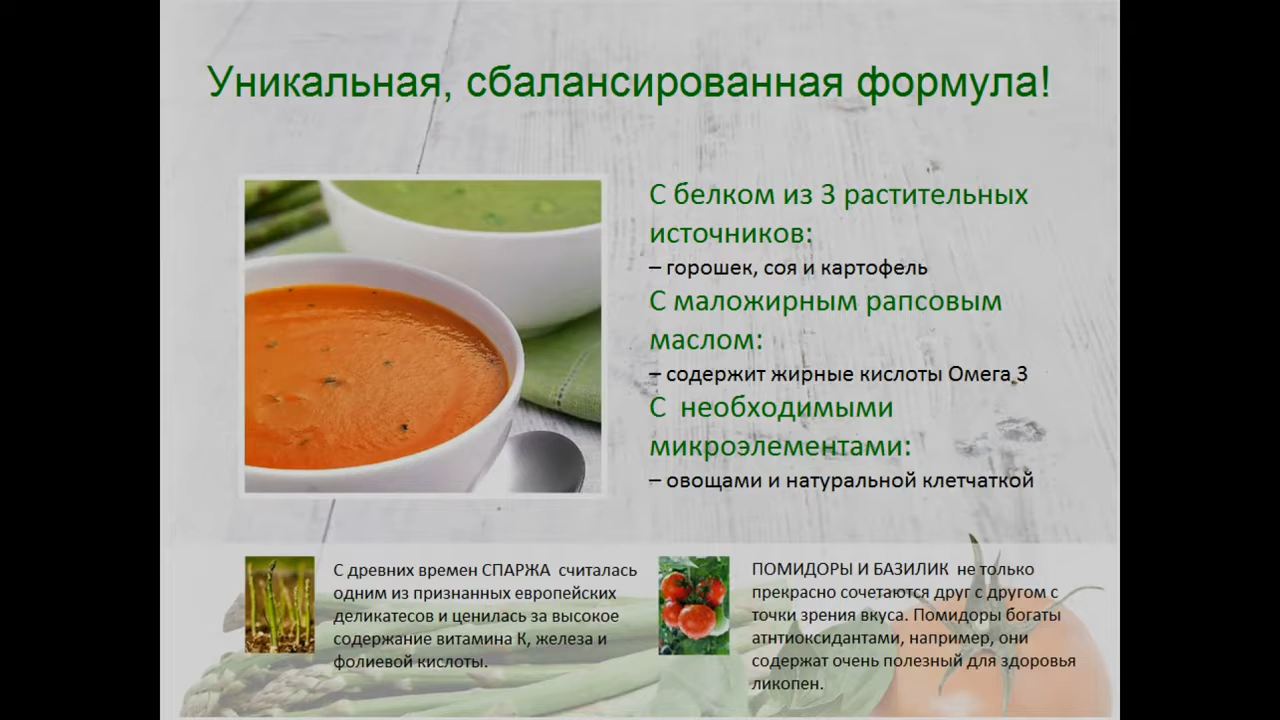 Уникальная, сбалансированная формула!
С белком из 3 растительных
источников:
– горошек, соя и картофель
С маложирным рапсовым
маслом:
– содержит жирные кислоты Омега 3
С необходимыми
микроэлементами:
– овощами и натуральной клетчаткой
С древних времен СПАРЖА считалась
одним из признанных европейских
деликатесов и ценилась за высокое
содержание витамина К, железа и
фолиевой кислоты.
ПОМИДОРЫ И БАЗИЛИК не только
прекрасно сочетаются друг с другом с
точки зрения вкуса. Помидоры богаты
атнтиоксидантами, например, они
содержат очень полезный для здоровья
ликопен.